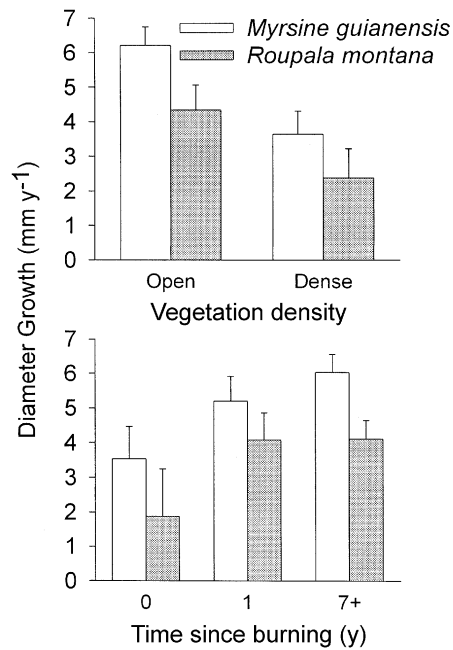 7
6
5
4
3
2
1
0
Myrsine guianensis
Roupala montana
Open Dense
Vegetation density
Diameter Growth (mm y-1)
7
6
5
4
3
2
1
0
0 1 7+
Time since burning (y)